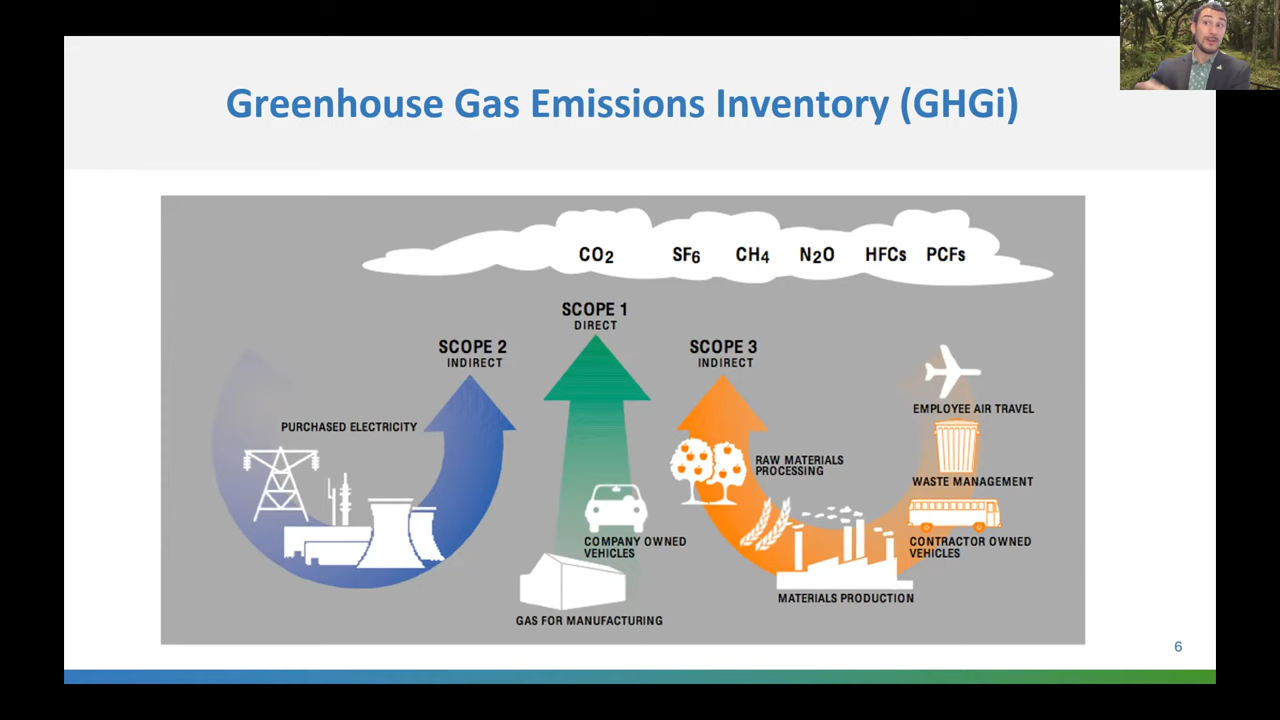 Greenhouse Gas Emissions Inventory (GHGi)
CO2 SF6 CH4 N2O HFCs PCFs
SCOPE 1
DIRECT
SCOPE 2
INDIRECT
SCOPE 3
INDIRECT
PURCHASED ELECTRICITY
COMPANY OWNED
VEHICLES
GAS FOR MANUFACTURING
RAW MATERIALS
PROCESSING
MATERIALS PRODUCTION
EMPLOYEE AIR TRAVEL
WASTE MANAGEMENT
CONTRACTOR OWNED
VEHICLES
6